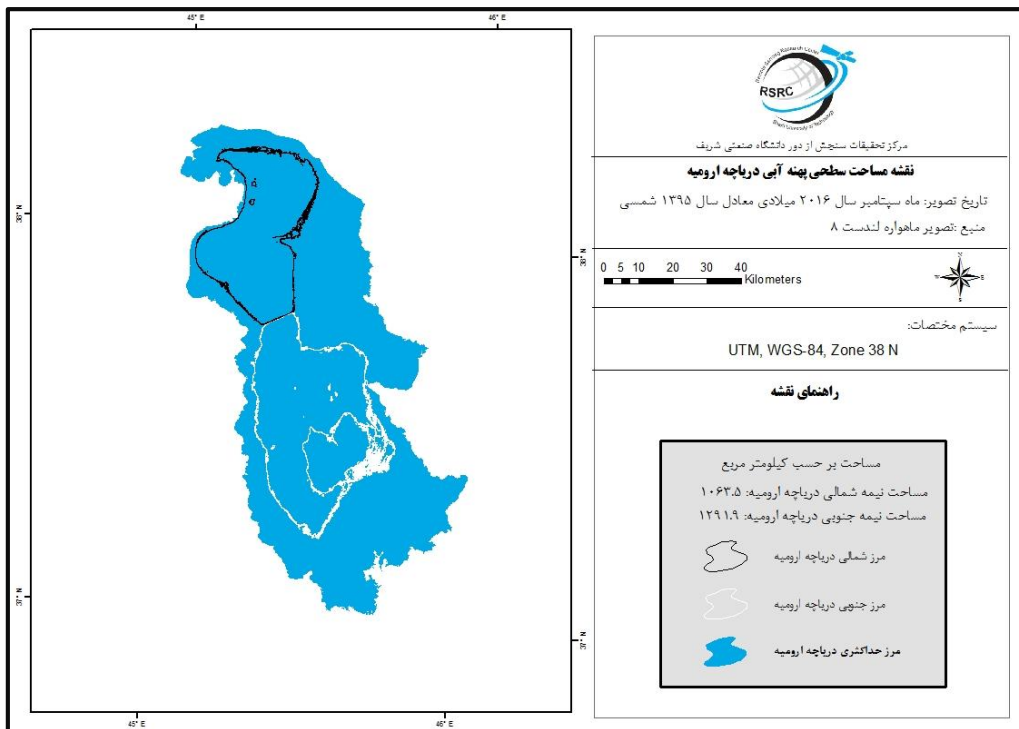 45° E
46° E
38° N
38° N
37° N
37° N
45° E
46° E
Remote Sensing Research Center
RSRC
Sharif University of Technology
مرکز تحقیقات سنجش از دور دانشگاه صنعتی شریف
نقشه مساحت سطحی پهنه آبی دریاچه ارومیه
تاریخ تصویر: ماه سپتامبر سال ۲۰۱۶ میلادی معادل سال ۱۳۹۵ شمسی
منبع :تصویر ماهواره لندست ۸
0 5 10 20 30 40
Kilometers
N
W E
S
سیستم مختصات:
UTM, WGS-84, Zone 38 N
راهنمای نقشه
مساحت بر حسب کیلومتر مربع
مساحت نیمه شمالی دریاچه ارومیه: ۱۰۶۳.۵
مساحت نیمه جنوبی دریاچه ارومیه: ۱۲۹۱.۹
مرز شمالی دریاچه ارومیه
مرز جنوبی دریاچه ارومیه
مرز حداکثری دریاچه ارومیه